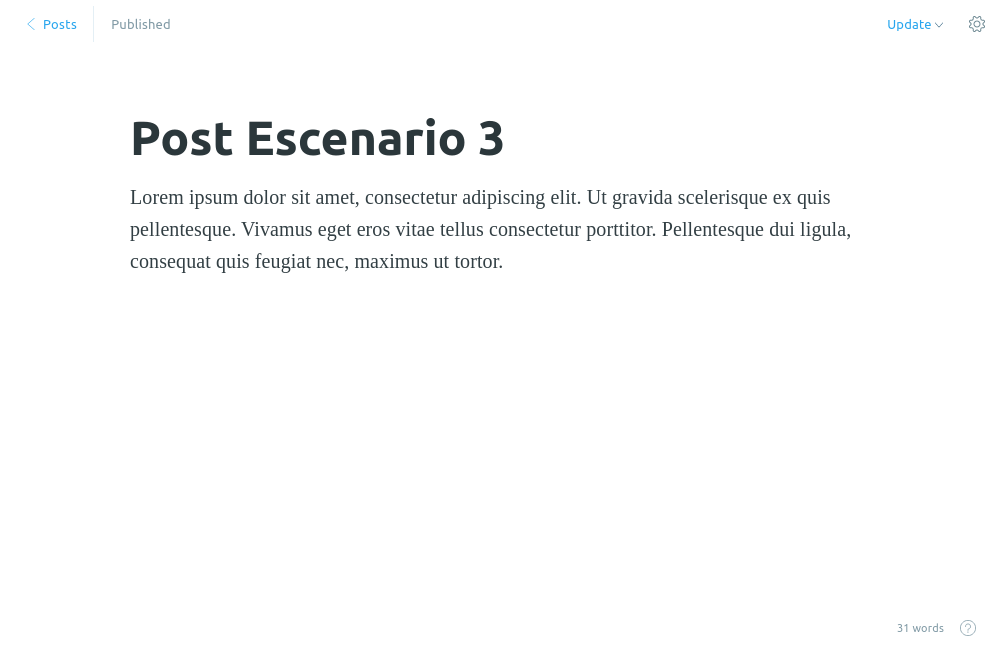 Posts
Published
Update
Post Escenario 3
Lorem ipsum dolor sit amet, consectetur adipiscing elit. Ut gravida scelerisque ex quis
pellentesque. Vivamus eget eros vitae tellus consectetur porttitor. Pellentesque dui ligula,
consequat quis feugiat nec, maximus ut tortor.
31 words
?